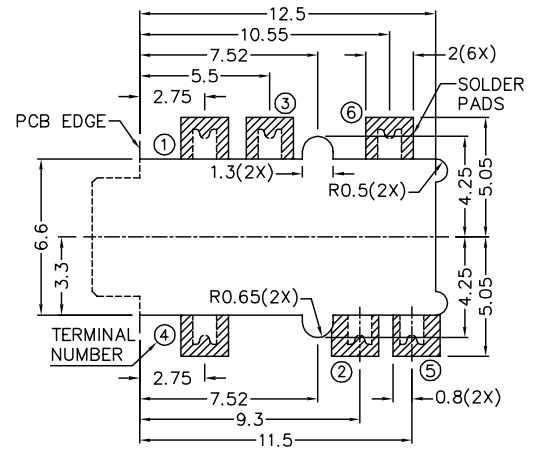 12.5
10.55
7.52
2(6X)
5.5
SOLDER
PADS
2.75
3
6
PCB EDGE
1
1.3(2X)
R0.5(2X)
4.25
5.05
6.6
3.3
R0.65(2X)
4.25
5.05
TERMINAL
NUMBER
4
2
5
2.75
0.8(2X)
7.52
9.3
11.5